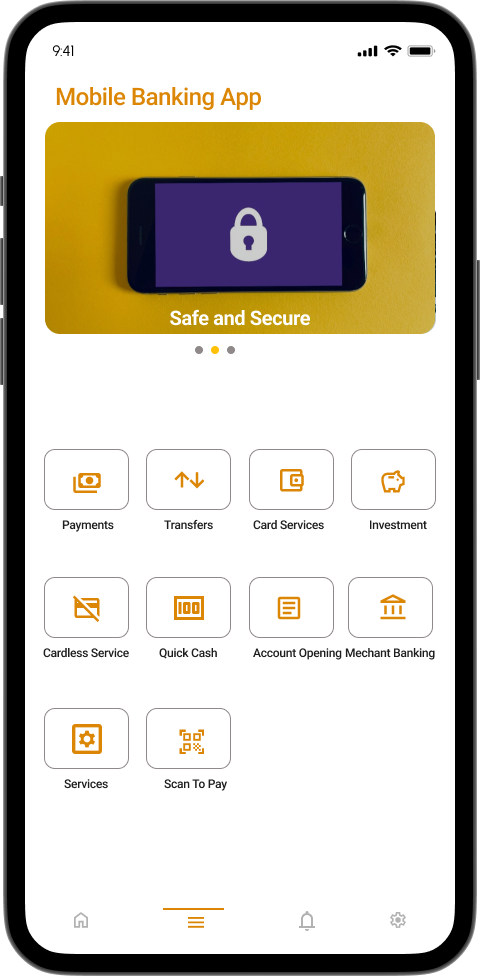 9:41
Mobile Banking App
Safe and Secure
Payments Transfers Card Services Investment
100
Cardless Service Quick Cash Account Opening Mechant Banking
Services Scan To Pay